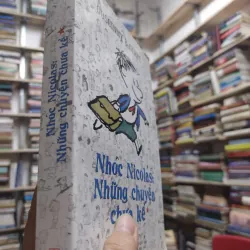 Nhóc Nicolas:
Những chuyện chưa kể
Nhóc Nicolas:
Những chuyện
chưa kể